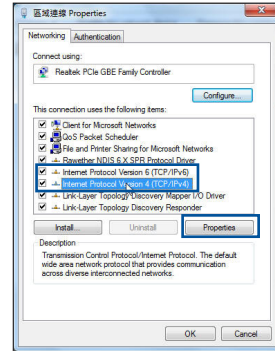 區域連線 Properties
Networking Authentication
Connect using:
Realtek PCIe GBE Family Controller
Configure...
This connection uses the following items:
Client for Microsoft Networks
QoS Packet Scheduler
File and Printer Sharing for Microsoft Networks
Rawether NDIS 6.X SPR Protocol Driver
Internet Protocol Version 6 (TCP/IPv6)
Internet Protocol Version 4 (TCP/IPv4)
Link-Layer Topology Discovery Mapper I/O Driver
Link-Layer Topology Discovery Responder
Install... Uninstall Properties
Description
Transmission Control Protocol/Internet Protocol. The default
wide area network protocol that provides communication
across diverse interconnected networks.
OK Cancel